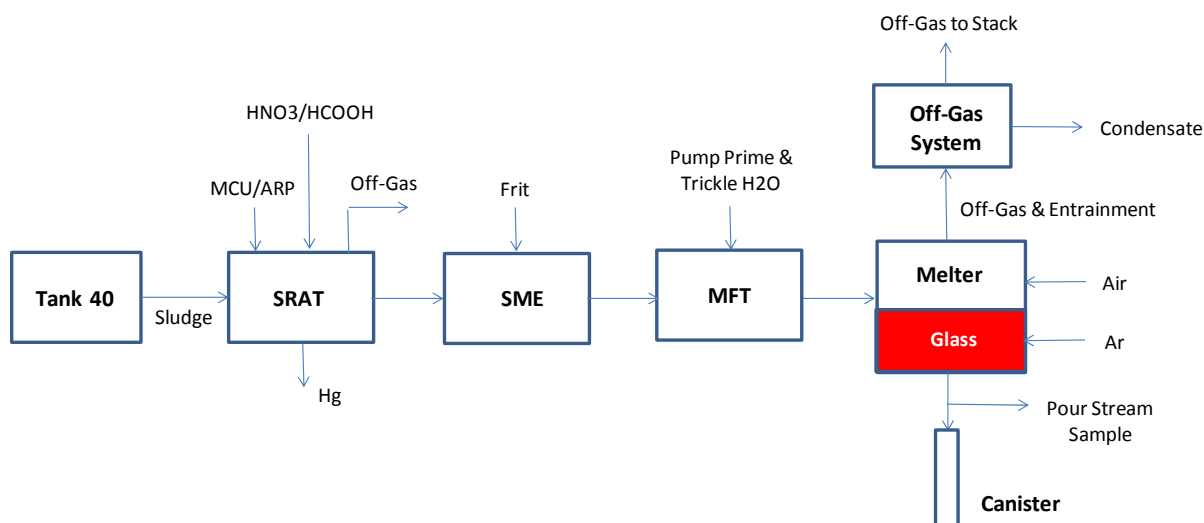 Off-Gas to Stack
HNO3/HCOOH
Off-Gas
System
Condensate
Pump Prime &
Trickle H2O
MCU/ARP
Off-Gas
Frit
Off-Gas & Entrainment
Tank 40
Sludge
SRAT
SME
MFT
Melter
Air
Glass
Ar
Hg
Pour Stream
Sample
Canister